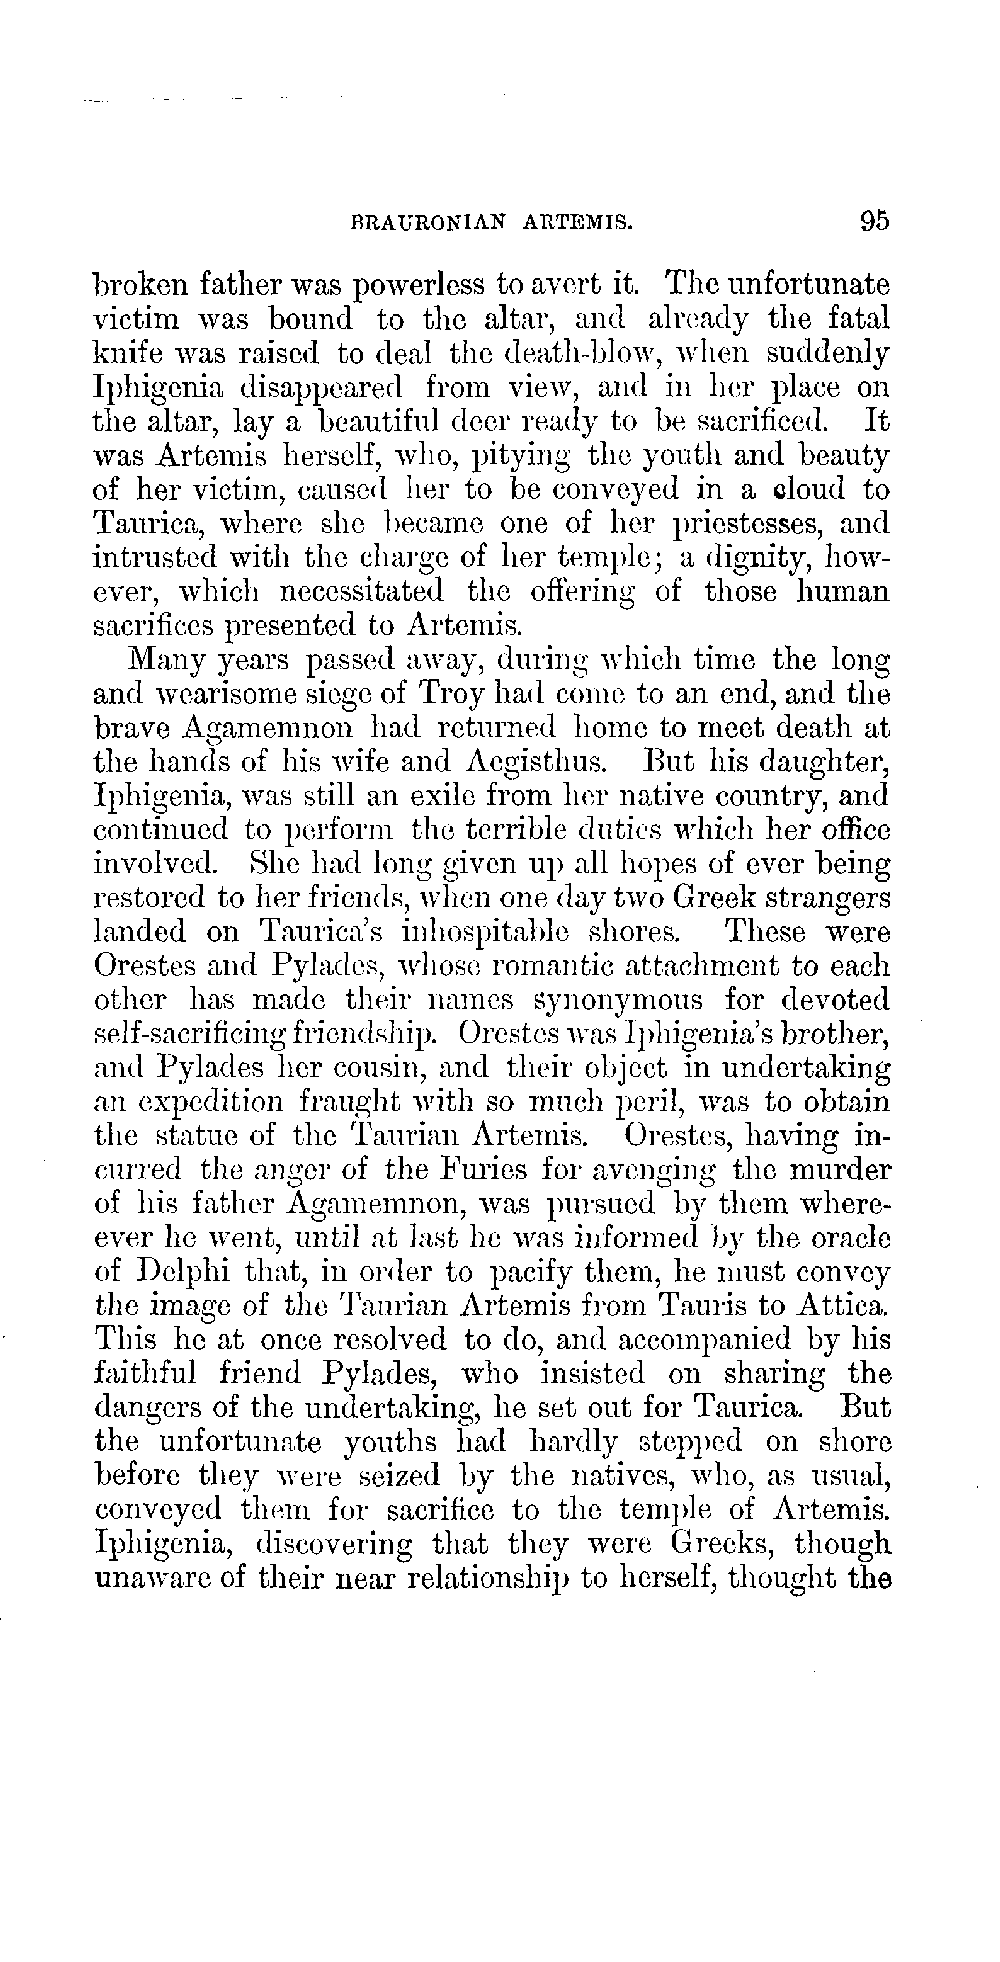 BRAURONIAN ARTEMIS. 95
broken father was powerless to avert it. The unfortunate
victim was bound to the altar, and already the fatal
knife was raised to deal the death-blow, when suddenly
Iphigenia disappeared from view, and in her place on
the altar, lay a beautiful deer ready to be sacrificed. It
was Artemis herself, who, pitying the youth and beauty
of her victim, caused her to be conveyed in a cloud to
Taurica, where she became one of her priestesses, and
intrusted with the charge of her temple; a dignity, how-
ever, which necessitated the offering of those human
sacrifices presented to Artemis.
Many years passed away, during which time the long
and wearisome siege of Troy had come to an end, and the
brave Agamemnon had returned home to meet death at
the hands of his wife and Aegisthus. But his daughter,
Iphigenia, was still an exile from her native country, and
continued to perform the terrible duties which her office
involved. She had long given up all hopes of ever being
restored to her friends, when one day two Greek strangers
landed on Taurica's inhospitable shores. These were
Orestes and Pylades, whose romantic attachment to each
other has made their names synonymous for devoted
self-sacrificing friendship. Orestes was Iphigenia's brother,
and Pylades her cousin, and their object in undertaking
an expedition fraught with so much peril, was to obtain
the statue of the Taurian Artemis. Orestes, having in-
curred the anger of the Furies for avenging the murder
of his father Agamemnon, was pursued by them where-
ever he went, until at last he was informed by the oracle
of Delphi that, in order to pacify them, he must convey
the image of the Taurian Artemis from Tauris to Attica.
This he at once resolved to do, and accompanied by his
faithful friend Pylades, who insisted on sharing the
dangers of the undertaking, he set out for Taurica. But
the unfortunate youths had hardly stepped on shore
before they were seized by the natives, who, as usual,
conveyed them for sacrifice to the temple of Artemis.
Iphigenia, discovering that they were Greeks, though
unaware of their near relationship to herself, thought the